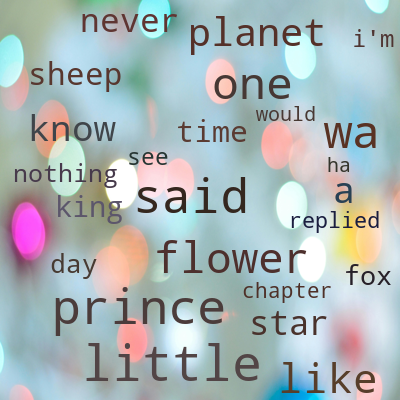 never
planet
i'm
sheep
one
would
know
time
wa
see
ha
nothing
king
said
a
replied
flower
day
fox
chapter
prince
star
little
like